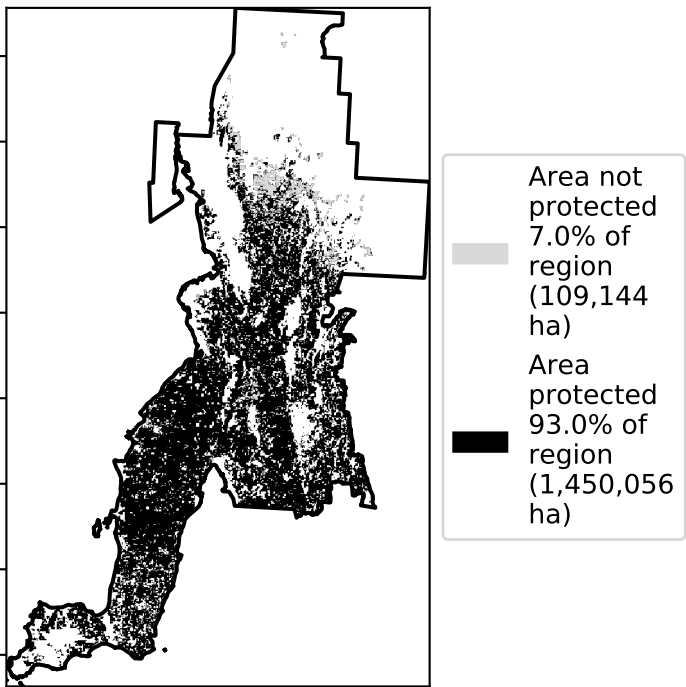 Area not
protected
7.0% of
region
(109,144
ha)
Area
protected
93.0% of
region
(1,450,056
ha)